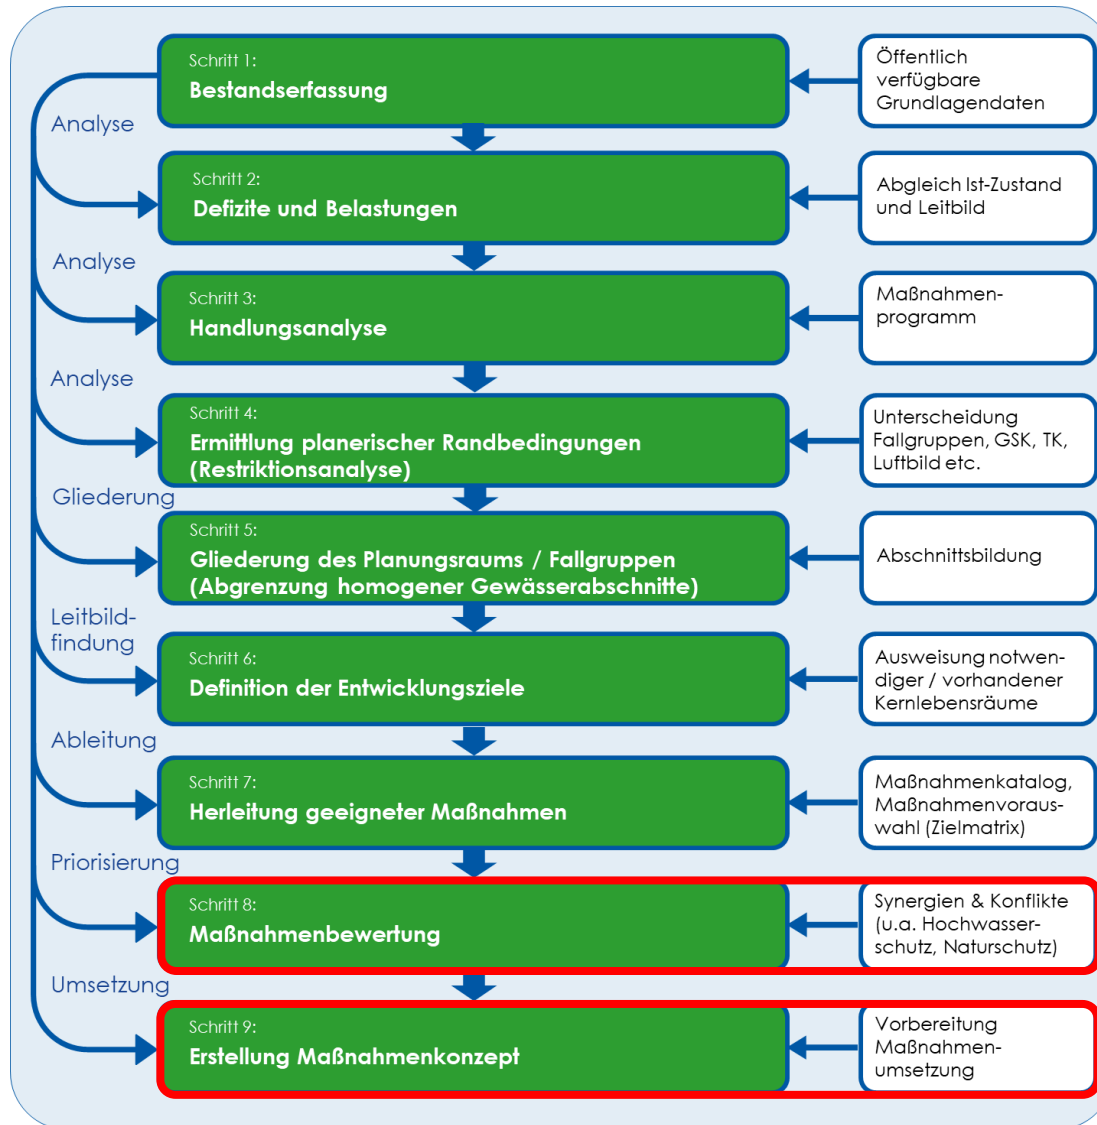 Schritt 1:
Bestandserfassung
Öffentlich
verfügbare
Grundlagendaten
Analyse
Schritt 2:
Defizite und Belastungen
Abgleich Ist-Zustand
und Leitbild
Analyse
Schritt 3:
Handlungsanalyse
Maßnahmen-
programm
Analyse
Schritt 4:
Ermittlung planerischer Randbedingungen
(Restriktionsanalyse)
Unterscheidung
Fallgruppen, GSK, TK,
Luftbild etc.
Gliederung
Schritt 5:
Gliederung des Planungsraums / Fallgruppen
(Abgrenzung homogener Gewässerabschnitte)
Abschnittsbildung
Leitbild-
findung
Schritt 6:
Definition der Entwicklungsziele
Ausweisung notwen-
diger / vorhandener
Kernlebensräume
Ableitung
Schritt 7:
Herleitung geeigneter Maßnahmen
Maßnahmenkatalog,
Maßnahmenvoraus-
wahl (Zielmatrix)
Priorisierung
Schritt 8:
Maßnahmenbewertung
Synergien & Konflikte
(u.a. Hochwasser-
schutz, Naturschutz)
Umsetzung
Schritt 9:
Erstellung Maßnahmenkonzept
Vorbereitung
Maßnahmen-
umsetzung